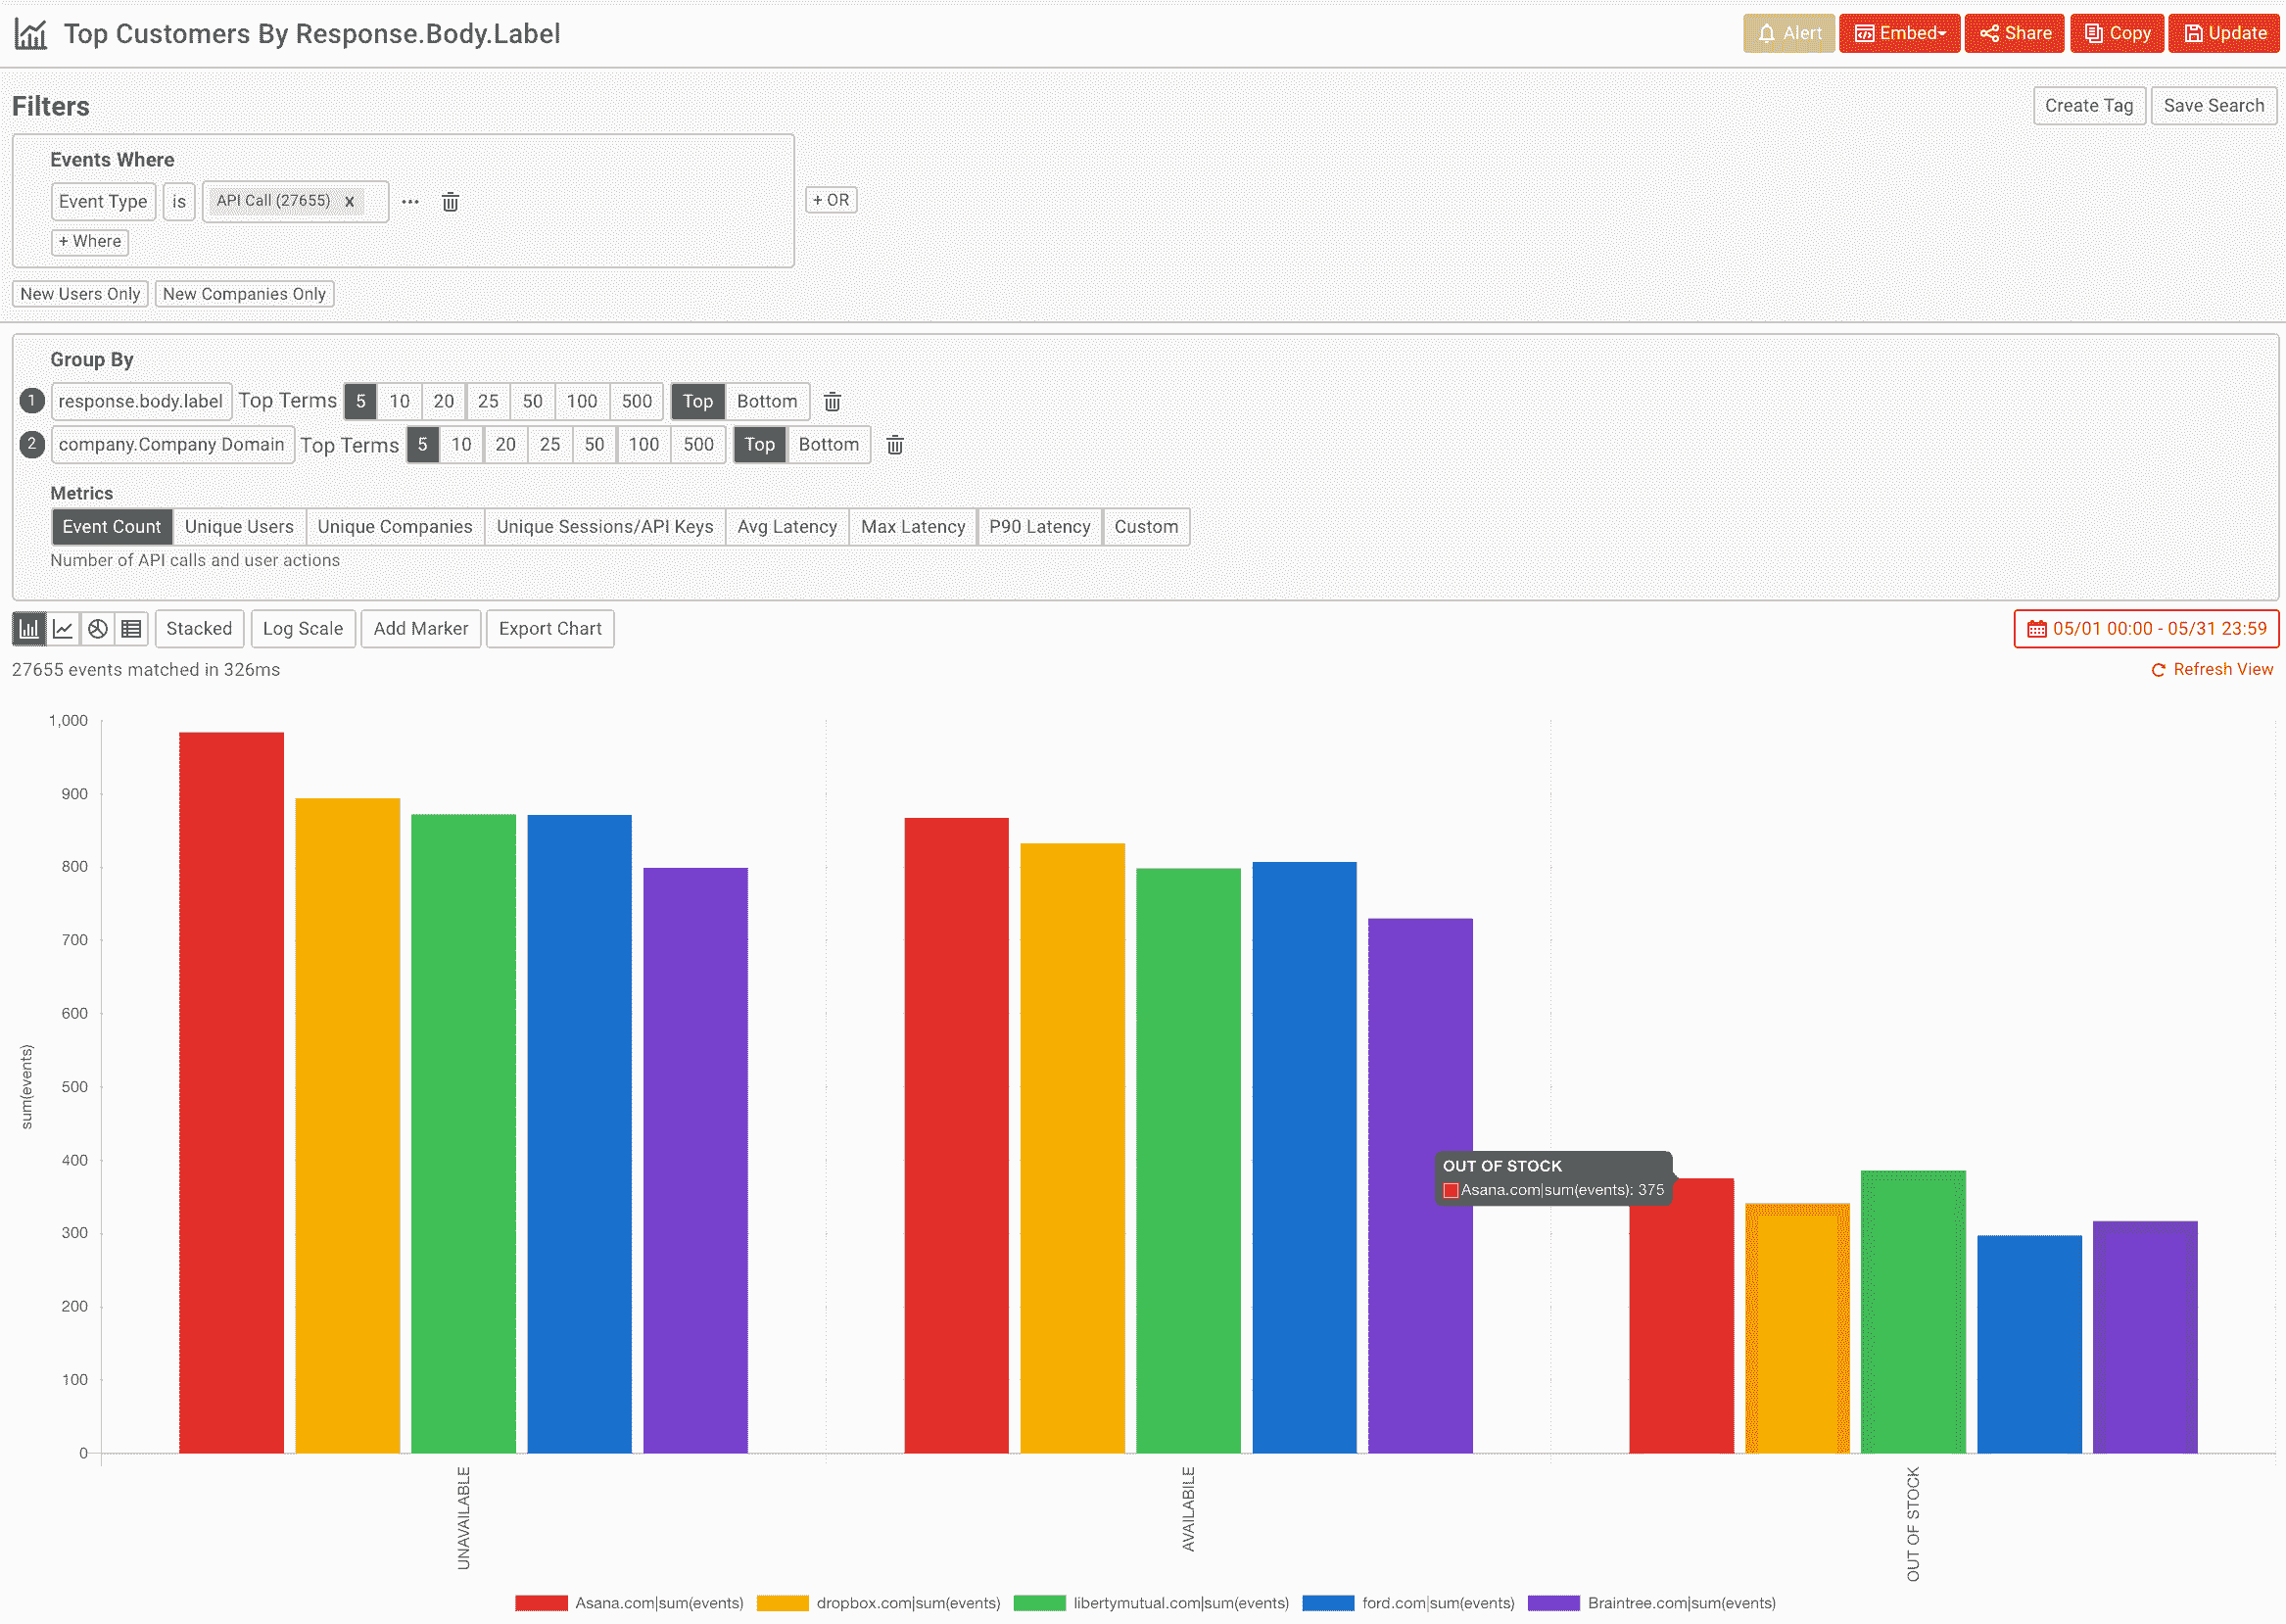 Top Customers By Response.Body.Label
Alert Embed Share Copy Update
Filters
Create Tag Save Search
Events Where
Event Type is API Call (27655) x ... + OR
+ Where
New Users Only New Companies Only
Group By
1 response.body.label Top Terms 5 10 20 25 50 100 500 Top Bottom
2 company.Company Domain Top Terms 5 10 20 25 50 100 500 Top Bottom
Metrics
Event Count Unique Users Unique Companies Unique Sessions/API Keys Avg Latency Max Latency P90 Latency Custom
Number of API calls and user actions
Stacked Log Scale Add Marker Export Chart 05/01 00:00 - 05/31 23:59
27655 events matched in 326ms Refresh View
1,000
900
800
700
600
500
400
300
200
100
0
sum(events)
OUT OF STOCK
Asana.com|sum(events): 375
UNAVAILABLE
AVAILABILE
OUT OF STOCK
Asana.com|sum(events) dropbox.com|sum(events) libertymutual.com|sum(events) ford.com|sum(events) Braintree.com|sum(events)